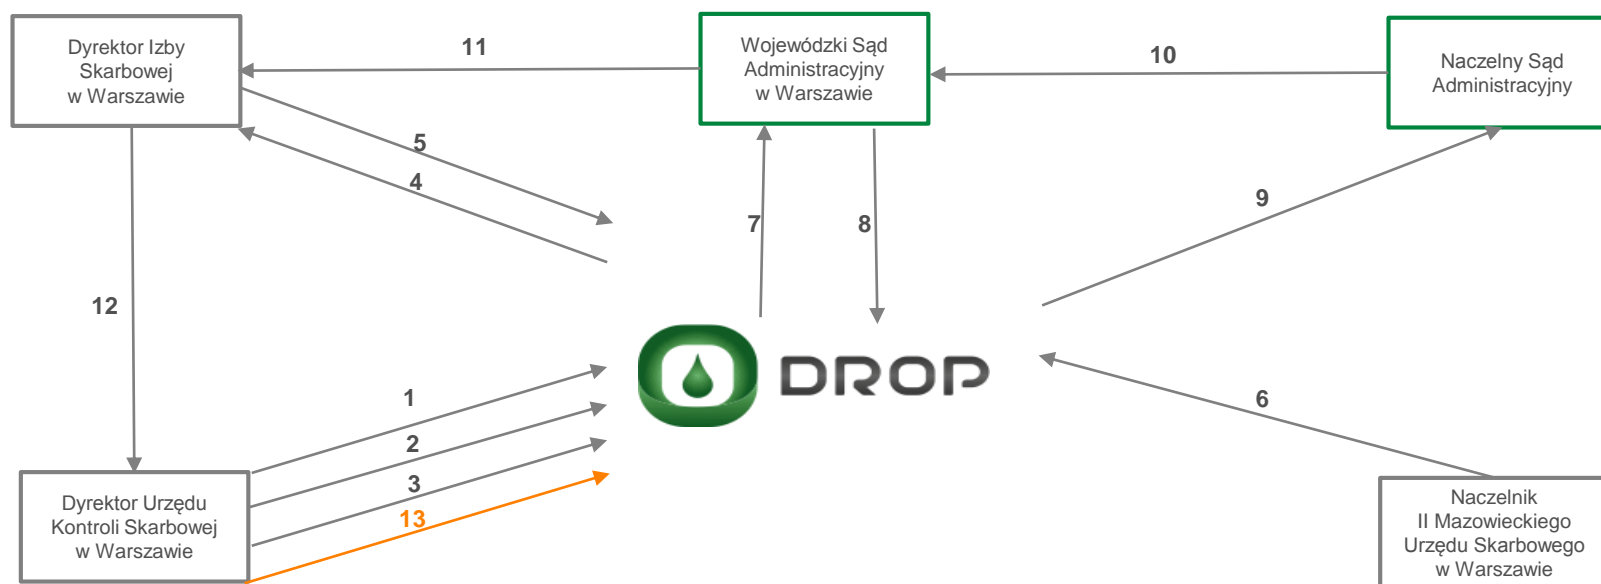 Dyrektor Izby
Skarbowej
w Warszawie
11
Wojewódzki Sąd
Administracyjny
w Warszawie
10
Naczelny Sąd
Administracyjny
5
4
7
8
9
12
DROP
1
2
3
13
6
Dyrektor Urzędu
Kontroli Skarbowej
w Warszawie
Naczelnik
II Mazowieckiego
Urzędu Skarbowego
w Warszawie